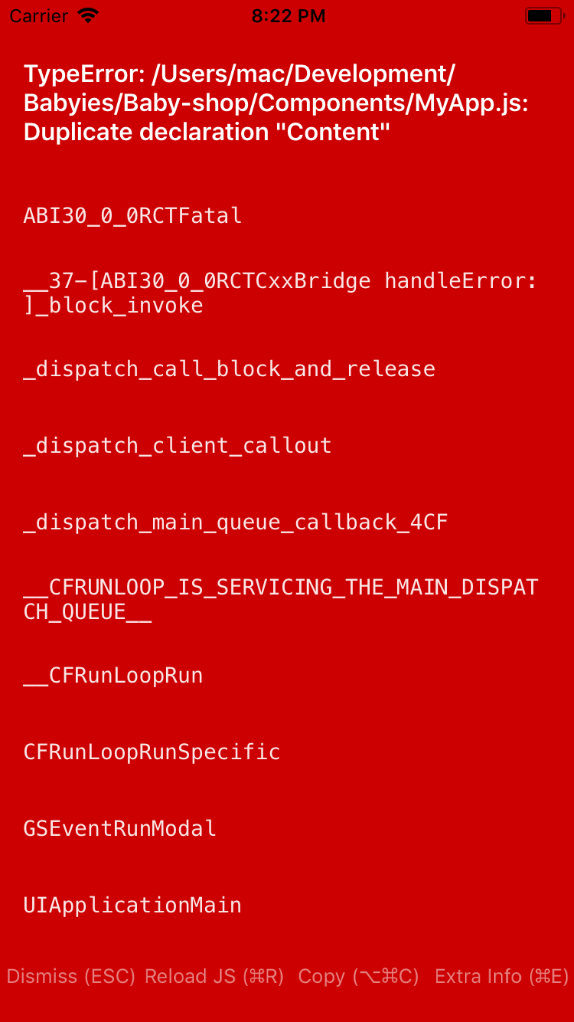 Carrier 8:22 PM
TypeError: /Users/mac/Development/
Babyies/Baby-shop/Components/MyApp.js:
Duplicate declaration "Content"
ABI30_0_0RCTFatal
__37-[ABI30_0_0RCTCxxBridge handleError:
]_block_invoke
_dispatch_call_block_and_release
_dispatch_client_callout
_dispatch_main_queue_callback_4CF
__CFRUNLOOP_IS_SERVICING_THE_MAIN_DISPAT
CH_QUEUE__
__CFRunLoopRun
CFRunLoopRunSpecific
GSEventRunModal
UIApplicationMain
Dismiss (ESC) Reload JS (⌘R) Copy (⌥⌘C) Extra Info (⌘E)